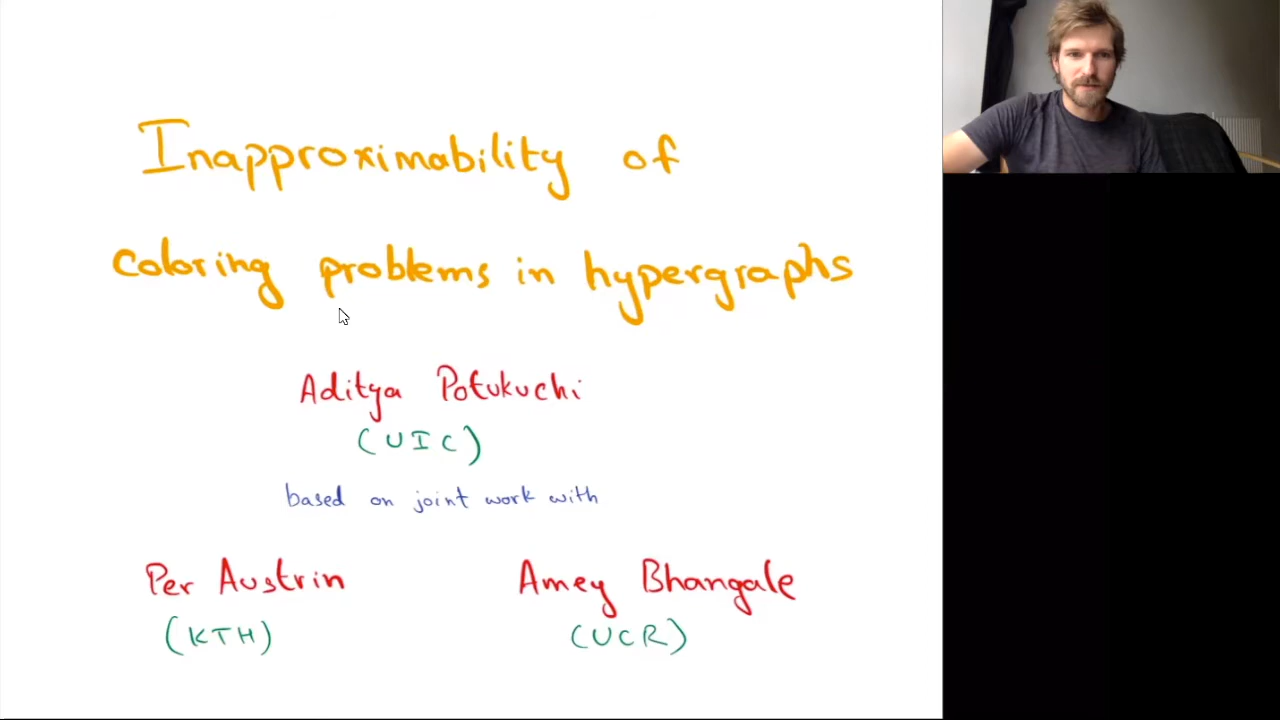 Inapproximability of
coloring problems in hypergraphs
Aditya Potukuchi
(UIC)
based on joint work with
Per Austrin
(KTH)
Amey Bhangale
(UCR)